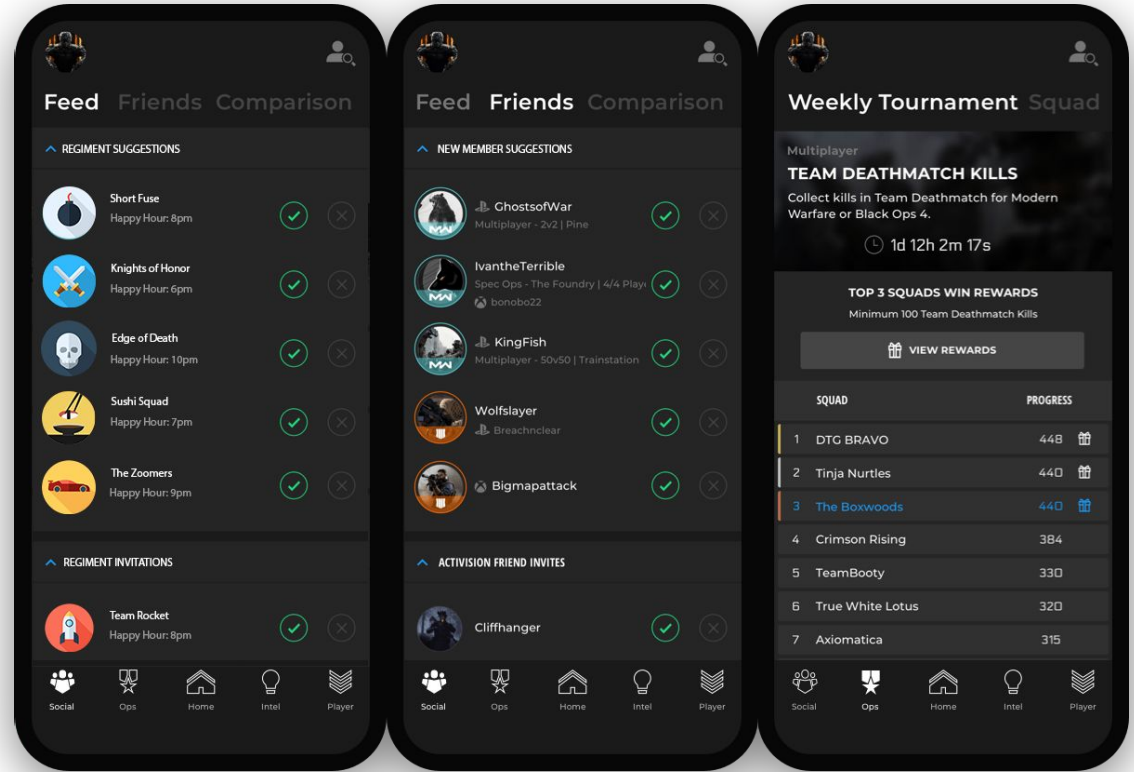 Feed Friends Comparison
REGIMENT SUGGESTIONS
Short Fuse
Happy Hour: 8pm
Knights of Honor
Happy Hour: 6pm
Edge of Death
Happy Hour: 10pm
Sushi Squad
Happy Hour: 7pm
The Zoomers
Happy Hour: 9pm
REGIMENT INVITATIONS
Team Rocket
Happy Hour: 8pm
Social Ops Home Intel Player
Feed Friends Comparison
NEW MEMBER SUGGESTIONS
MW
GhostsofWar
Multiplayer - 2v2 | Pine
MW
IvantheTerrible
Spec Ops - The Foundry | 4/4 Play
bonobo22
MW
KingFish
Multiplayer - 50v50 | Trainstation
Wolfslayer
Breachnclear
Bigmapattack
ACTIVISION FRIEND INVITES
Cliffhanger
Social Ops Home Intel Player
Weekly Tournament Squad
Multiplayer
TEAM DEATHMATCH KILLS
Collect kills in Team Deathmatch for Modern
Warfare or Black Ops 4.
1d 12h 2m 17s
TOP 3 SQUADS WIN REWARDS
Minimum 100 Team Deathmatch Kills
VIEW REWARDS
SQUAD PROGRESS
1 DTG BRAVO 448
2 Tinja Nurtles 440
3 The Boxwoods 440
4 Crimson Rising 384
5 TeamBooty 330
6 True White Lotus 320
7 Axiomatica 315
Social Ops Home Intel Player